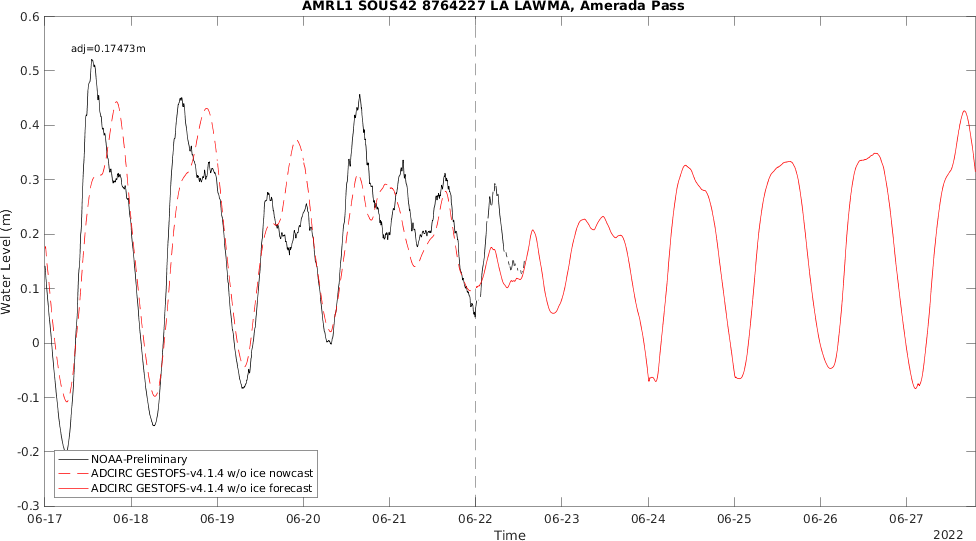 AMRL1 SOUS42 8764227 LA LAWMA, Amerada Pass
adj=0.17473m
0.6
0.5
0.4
0.3
0.2
0.1
0
-0.1
-0.2
-0.3
Water Level (m)
NOAA-Preliminary
ADCIRC GESTOFS-v4.1.4 w/o ice nowcast
ADCIRC GESTOFS-v4.1.4 w/o ice forecast
06-17 06-18 06-19 06-20 06-21 06-22 06-23 06-24 06-25 06-26 06-27
Time
2022